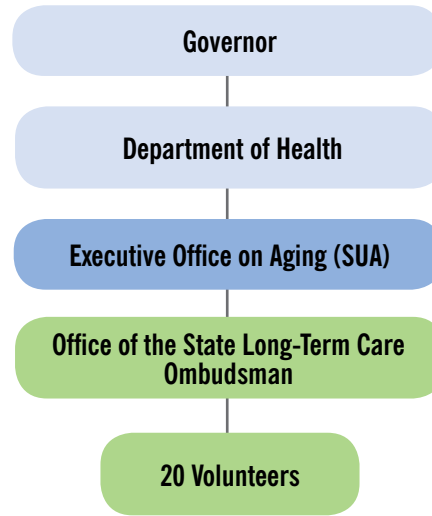 Governor
Department of Health
Executive Office on Aging (SUA)
Office of the State Long-Term Care
Ombudsman
20 Volunteers